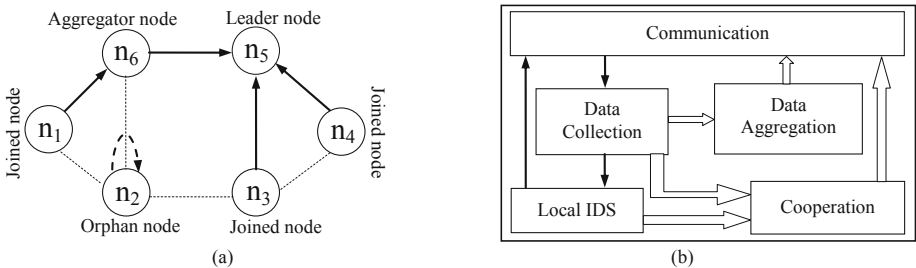 Aggregator node
Leader node
n6
n5
Joined node
n1
n4
Joined node
n2
n3
Orphan node
Joined node
(a)
Communication
Data
Collection
Data
Aggregation
Local IDS
Cooperation
(b)